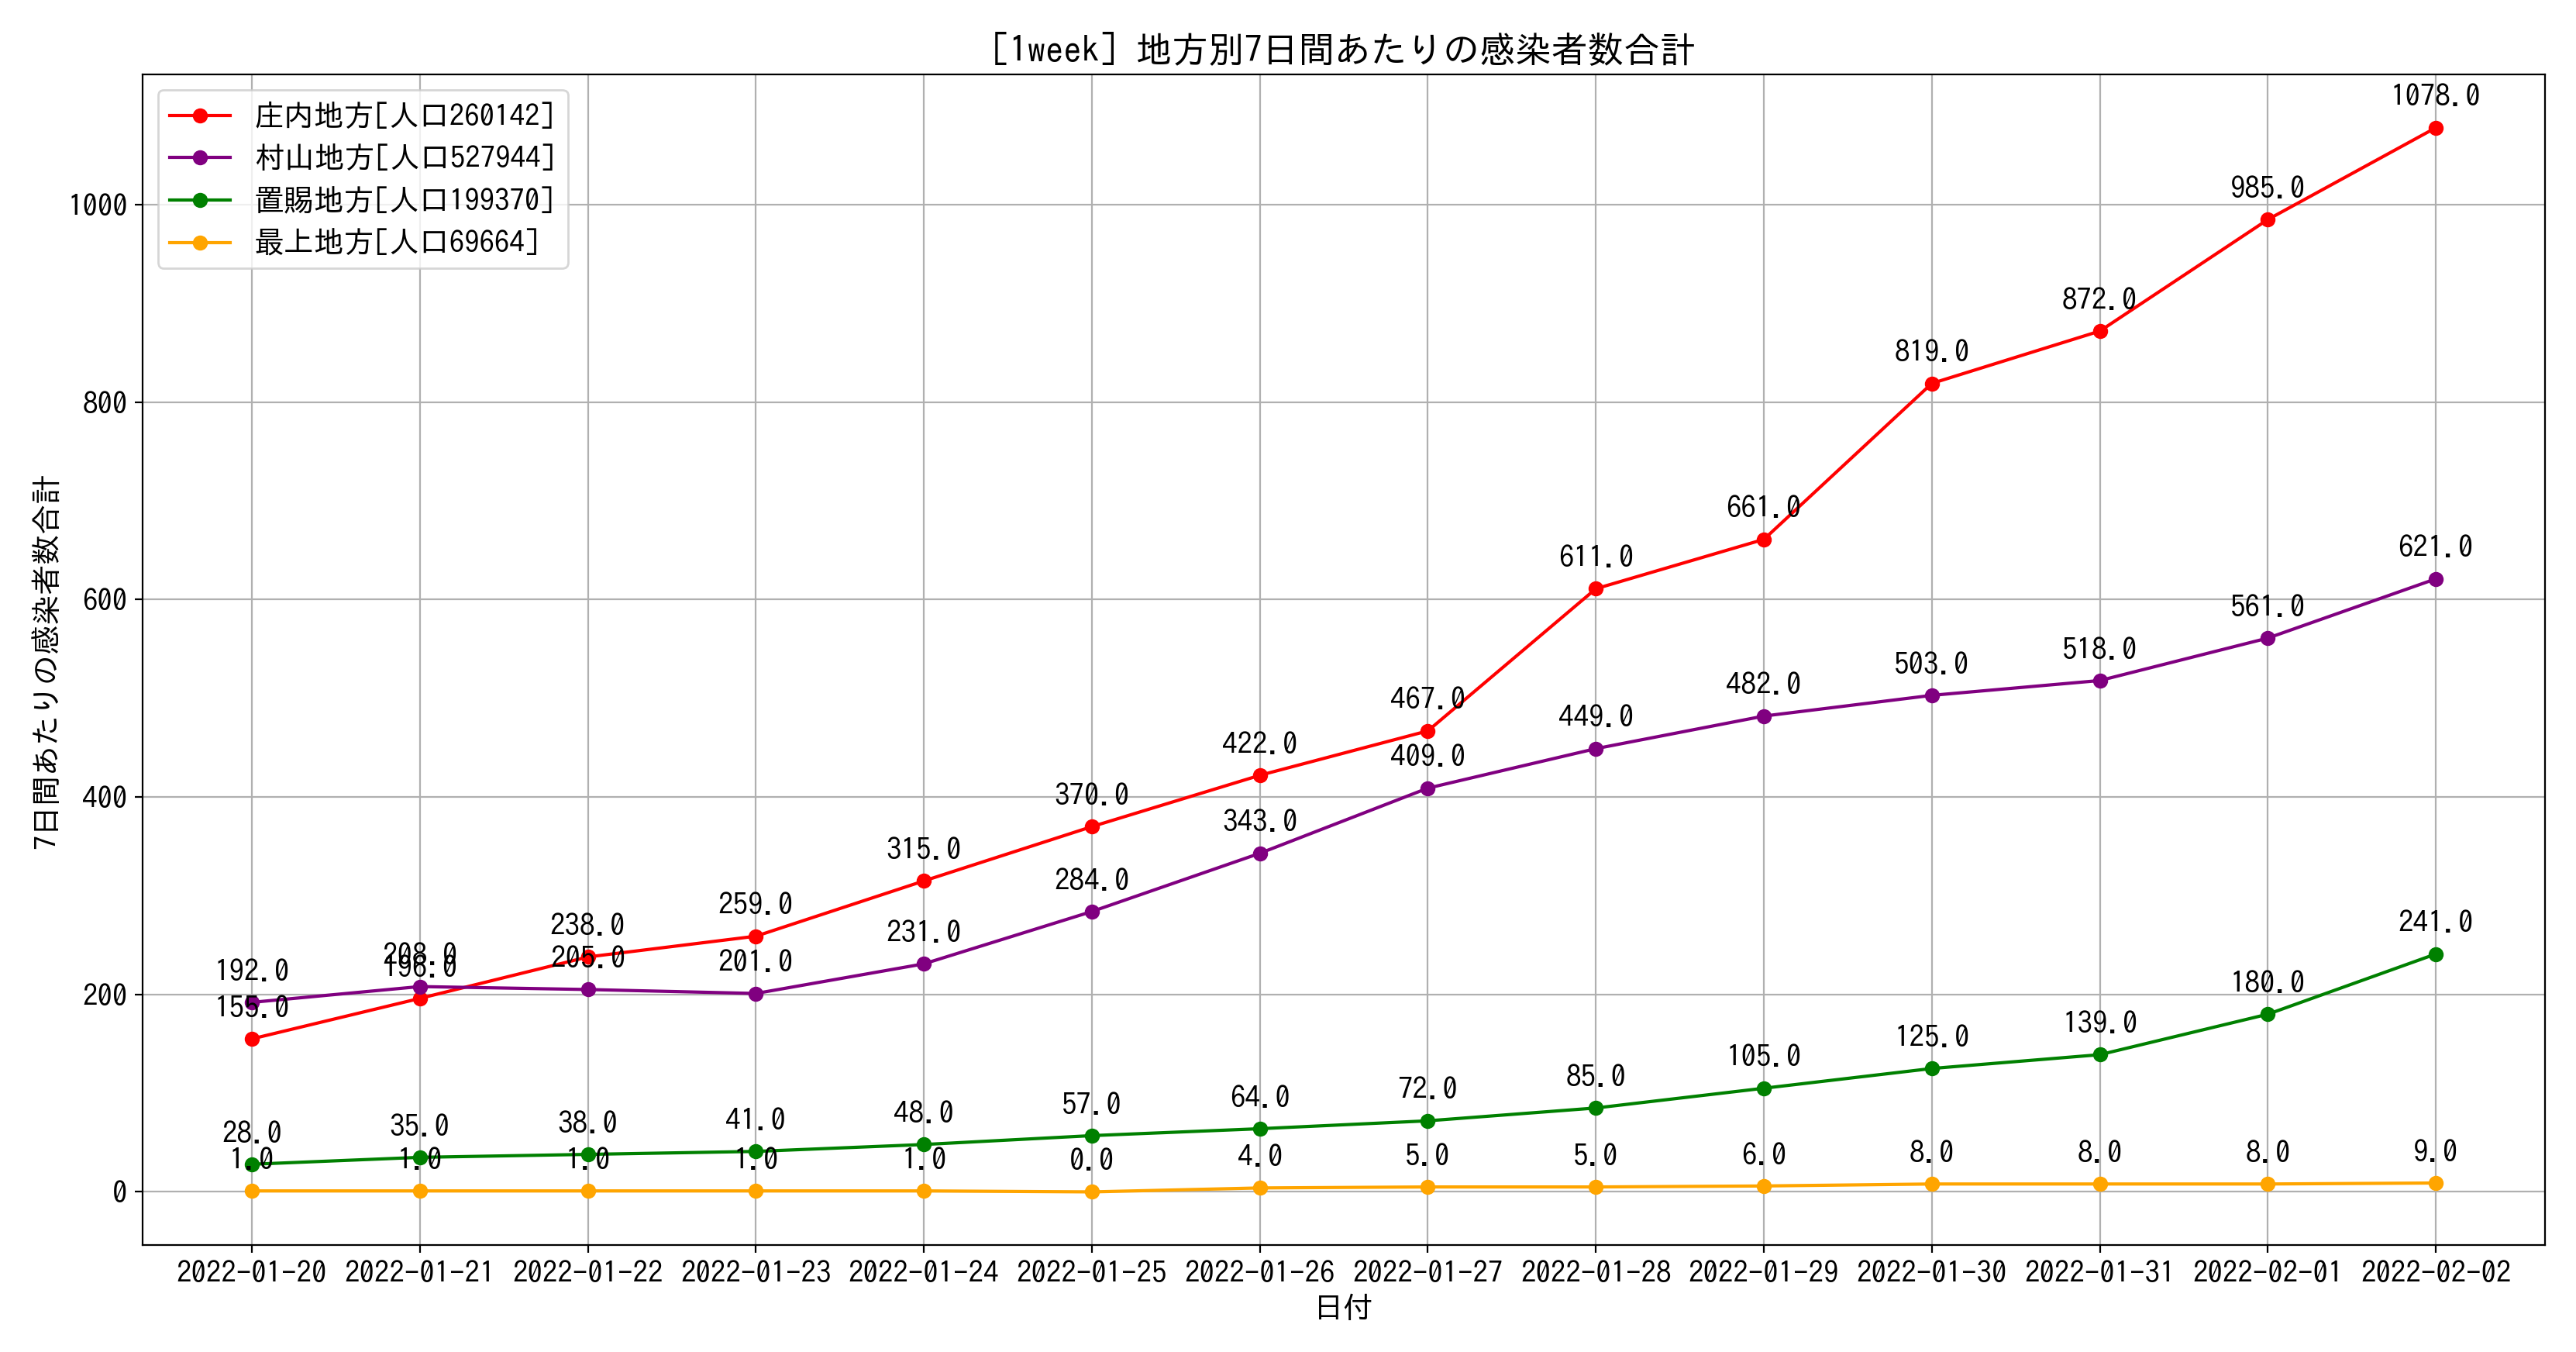 [1week] 地方別7日間あたりの感染者数合計
庄内地方[人口260142]
村山地方[人口527944]
置賜地方[人口199370]
最上地方[人口69664]
7日間あたりの感染者数合計
1000
800
600
400
200
0
155.0 196.0 238.0 259.0 315.0 370.0 422.0 467.0 611.0 661.0 819.0 872.0 985.0 1078.0
192.0 208.0 205.0 201.0 231.0 284.0 343.0 409.0 449.0 482.0 503.0 518.0 561.0 621.0
28.0 35.0 38.0 41.0 48.0 57.0 64.0 72.0 85.0 105.0 125.0 139.0 180.0 241.0
1.0 1.0 1.0 1.0 1.0 0.0 4.0 5.0 5.0 6.0 8.0 8.0 8.0 9.0
2022-01-20 2022-01-21 2022-01-22 2022-01-23 2022-01-24 2022-01-25 2022-01-26 2022-01-27 2022-01-28 2022-01-29 2022-01-30 2022-01-31 2022-02-01 2022-02-02
日付